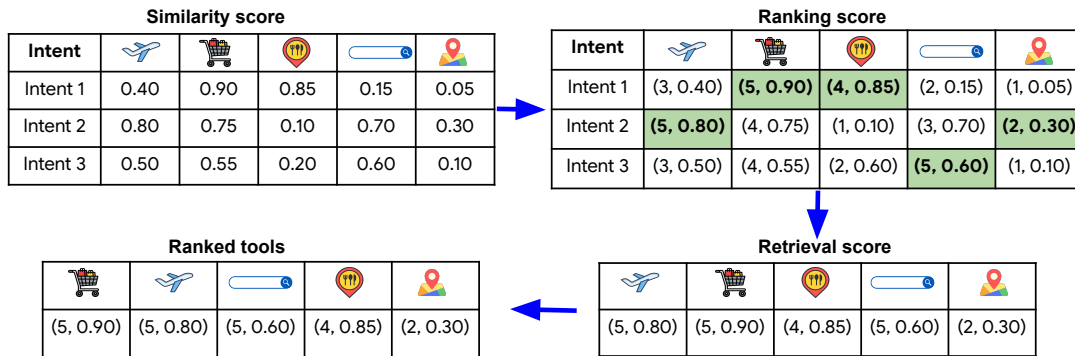 Similarity score
Intent
Intent 1 0.40 0.90 0.85 0.15 0.05
Intent 2 0.80 0.75 0.10 0.70 0.30
Intent 3 0.50 0.55 0.20 0.60 0.10
Ranking score
Intent
Intent 1 (3, 0.40) (5, 0.90) (4, 0.85) (2, 0.15) (1, 0.05)
Intent 2 (5, 0.80) (4, 0.75) (1, 0.10) (3, 0.70) (2, 0.30)
Intent 3 (3, 0.50) (4, 0.55) (2, 0.60) (5, 0.60) (1, 0.10)
Ranked tools
(5, 0.90) (5, 0.80) (5, 0.60) (4, 0.85) (2, 0.30)
Retrieval score
(5, 0.80) (5, 0.90) (4, 0.85) (5, 0.60) (2, 0.30)